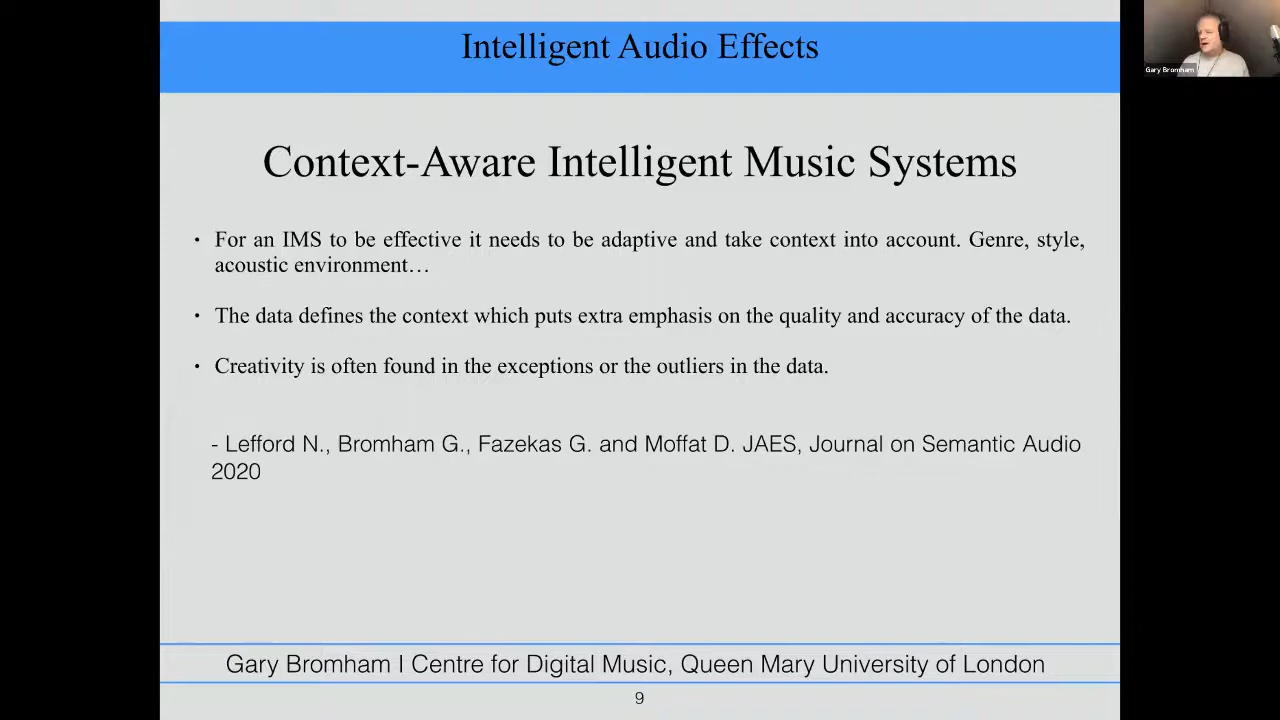 Intelligent Audio Effects
Gary Bromham
Context-Aware Intelligent Music Systems
• For an IMS to be effective it needs to be adaptive and take context into account. Genre, style,
acoustic environment…
• The data defines the context which puts extra emphasis on the quality and accuracy of the data.
• Creativity is often found in the exceptions or the outliers in the data.
- Lefford N., Bromham G., Fazekas G. and Moffat D. JAES, Journal on Semantic Audio
2020
Gary Bromham I Centre for Digital Music, Queen Mary University of London
9